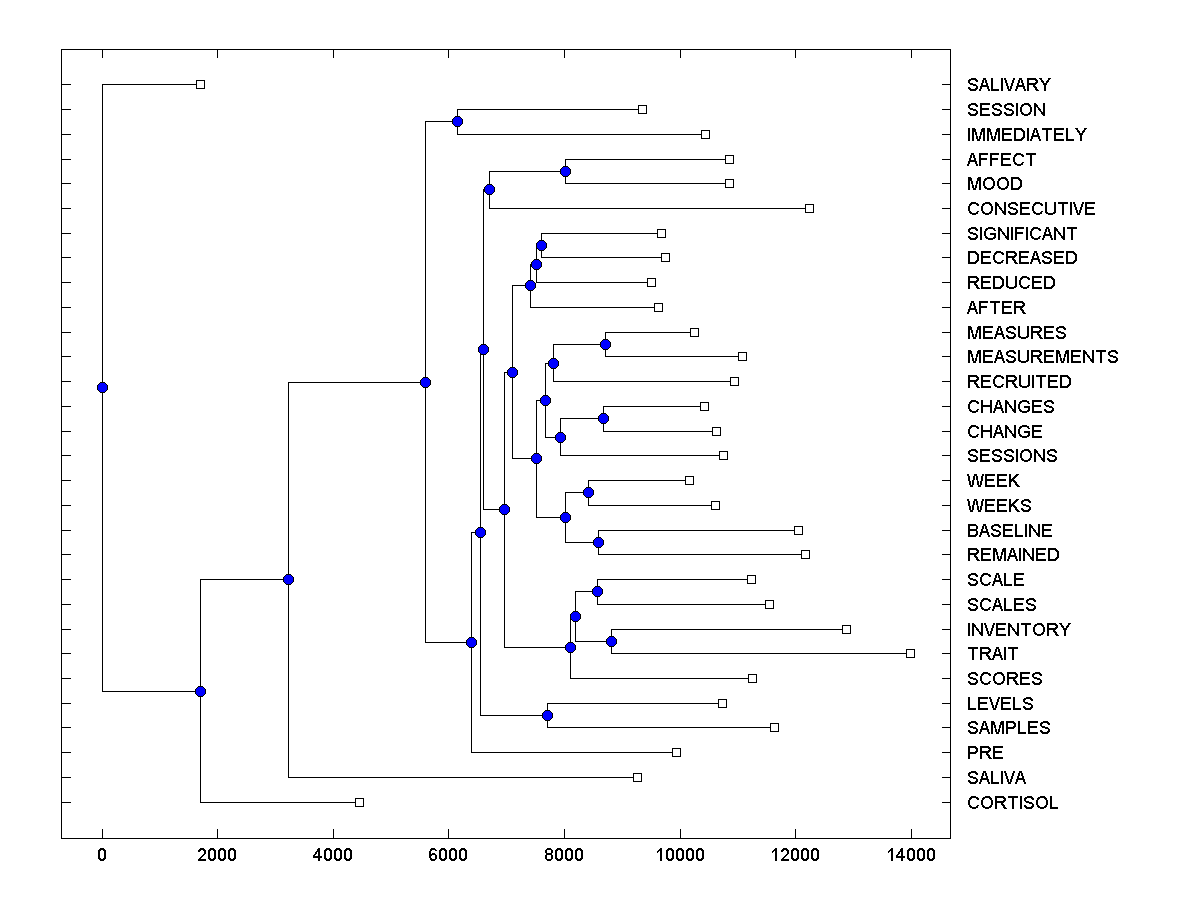 SALIVARY
SESSION
IMMEDIATELY
AFFECT
MOOD
CONSECUTIVE
SIGNIFICANT
DECREASED
REDUCED
AFTER
MEASURES
MEASUREMENTS
RECRUITED
CHANGES
CHANGE
SESSIONS
WEEK
WEEKS
BASELINE
REMAINED
SCALE
SCALES
INVENTORY
TRAIT
SCORES
LEVELS
SAMPLES
PRE
SALIVA
CORTISOL
0 2000 4000 6000 8000 10000 12000 14000